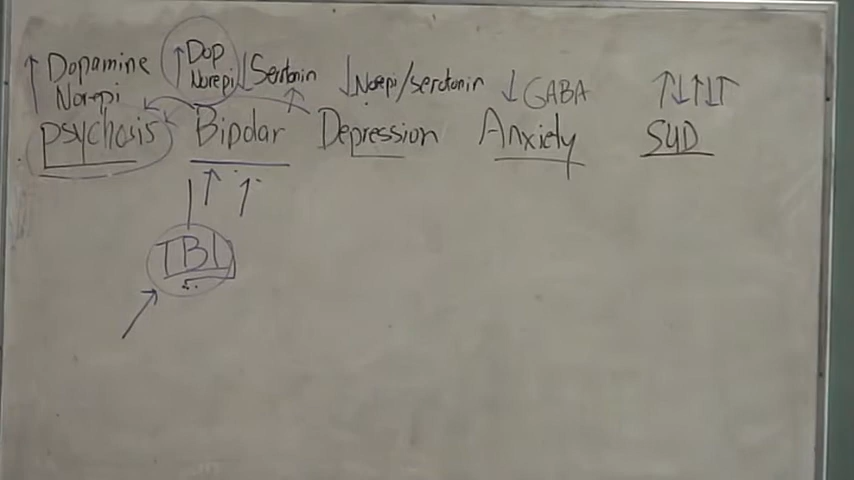 ↑ Dopamine
Norepi
↑ Dop
Norepi
↓ Serotonin
↓ Norepi/serotonin
↓ GABA
↑↓↑↓↑
psychosis Bipolar Depression Anxiety SUD
↑ ↑
TBI